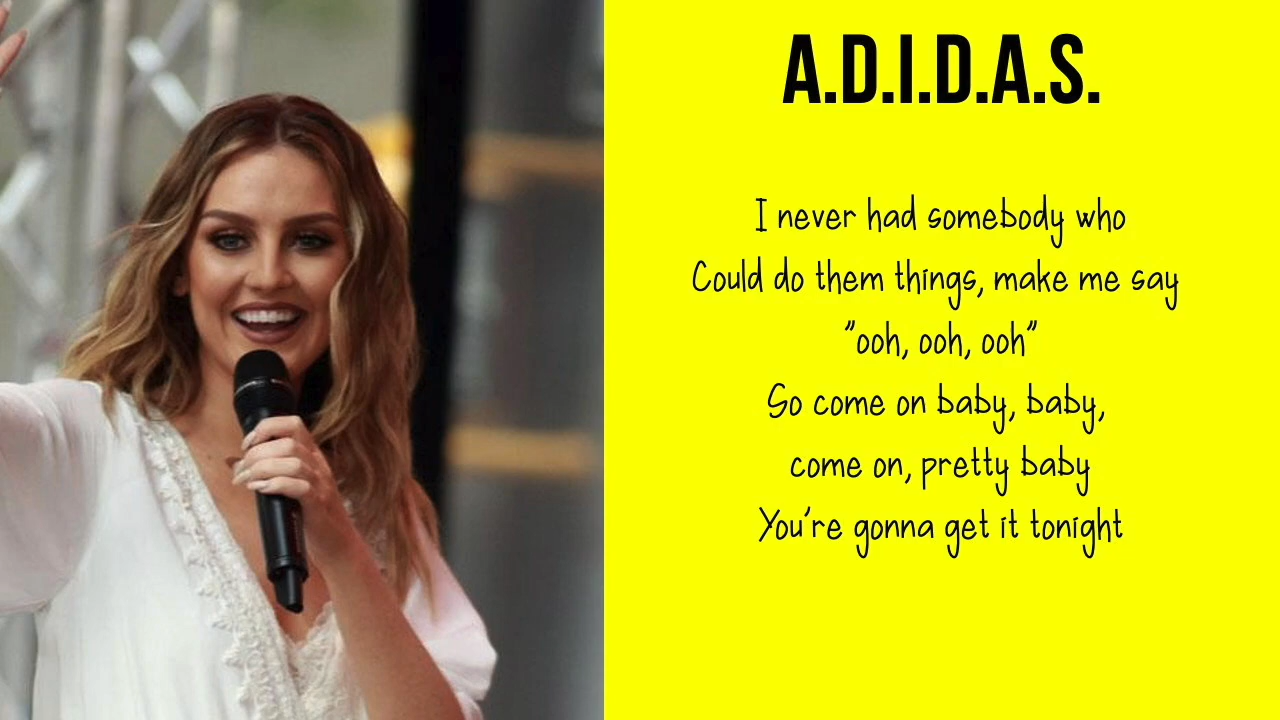 A.D.I.D.A.S.
I never had somebody who
Could do them things, make me say
"ooh, ooh, ooh"
So come on baby, baby,
come on, pretty baby
You're gonna get it tonight